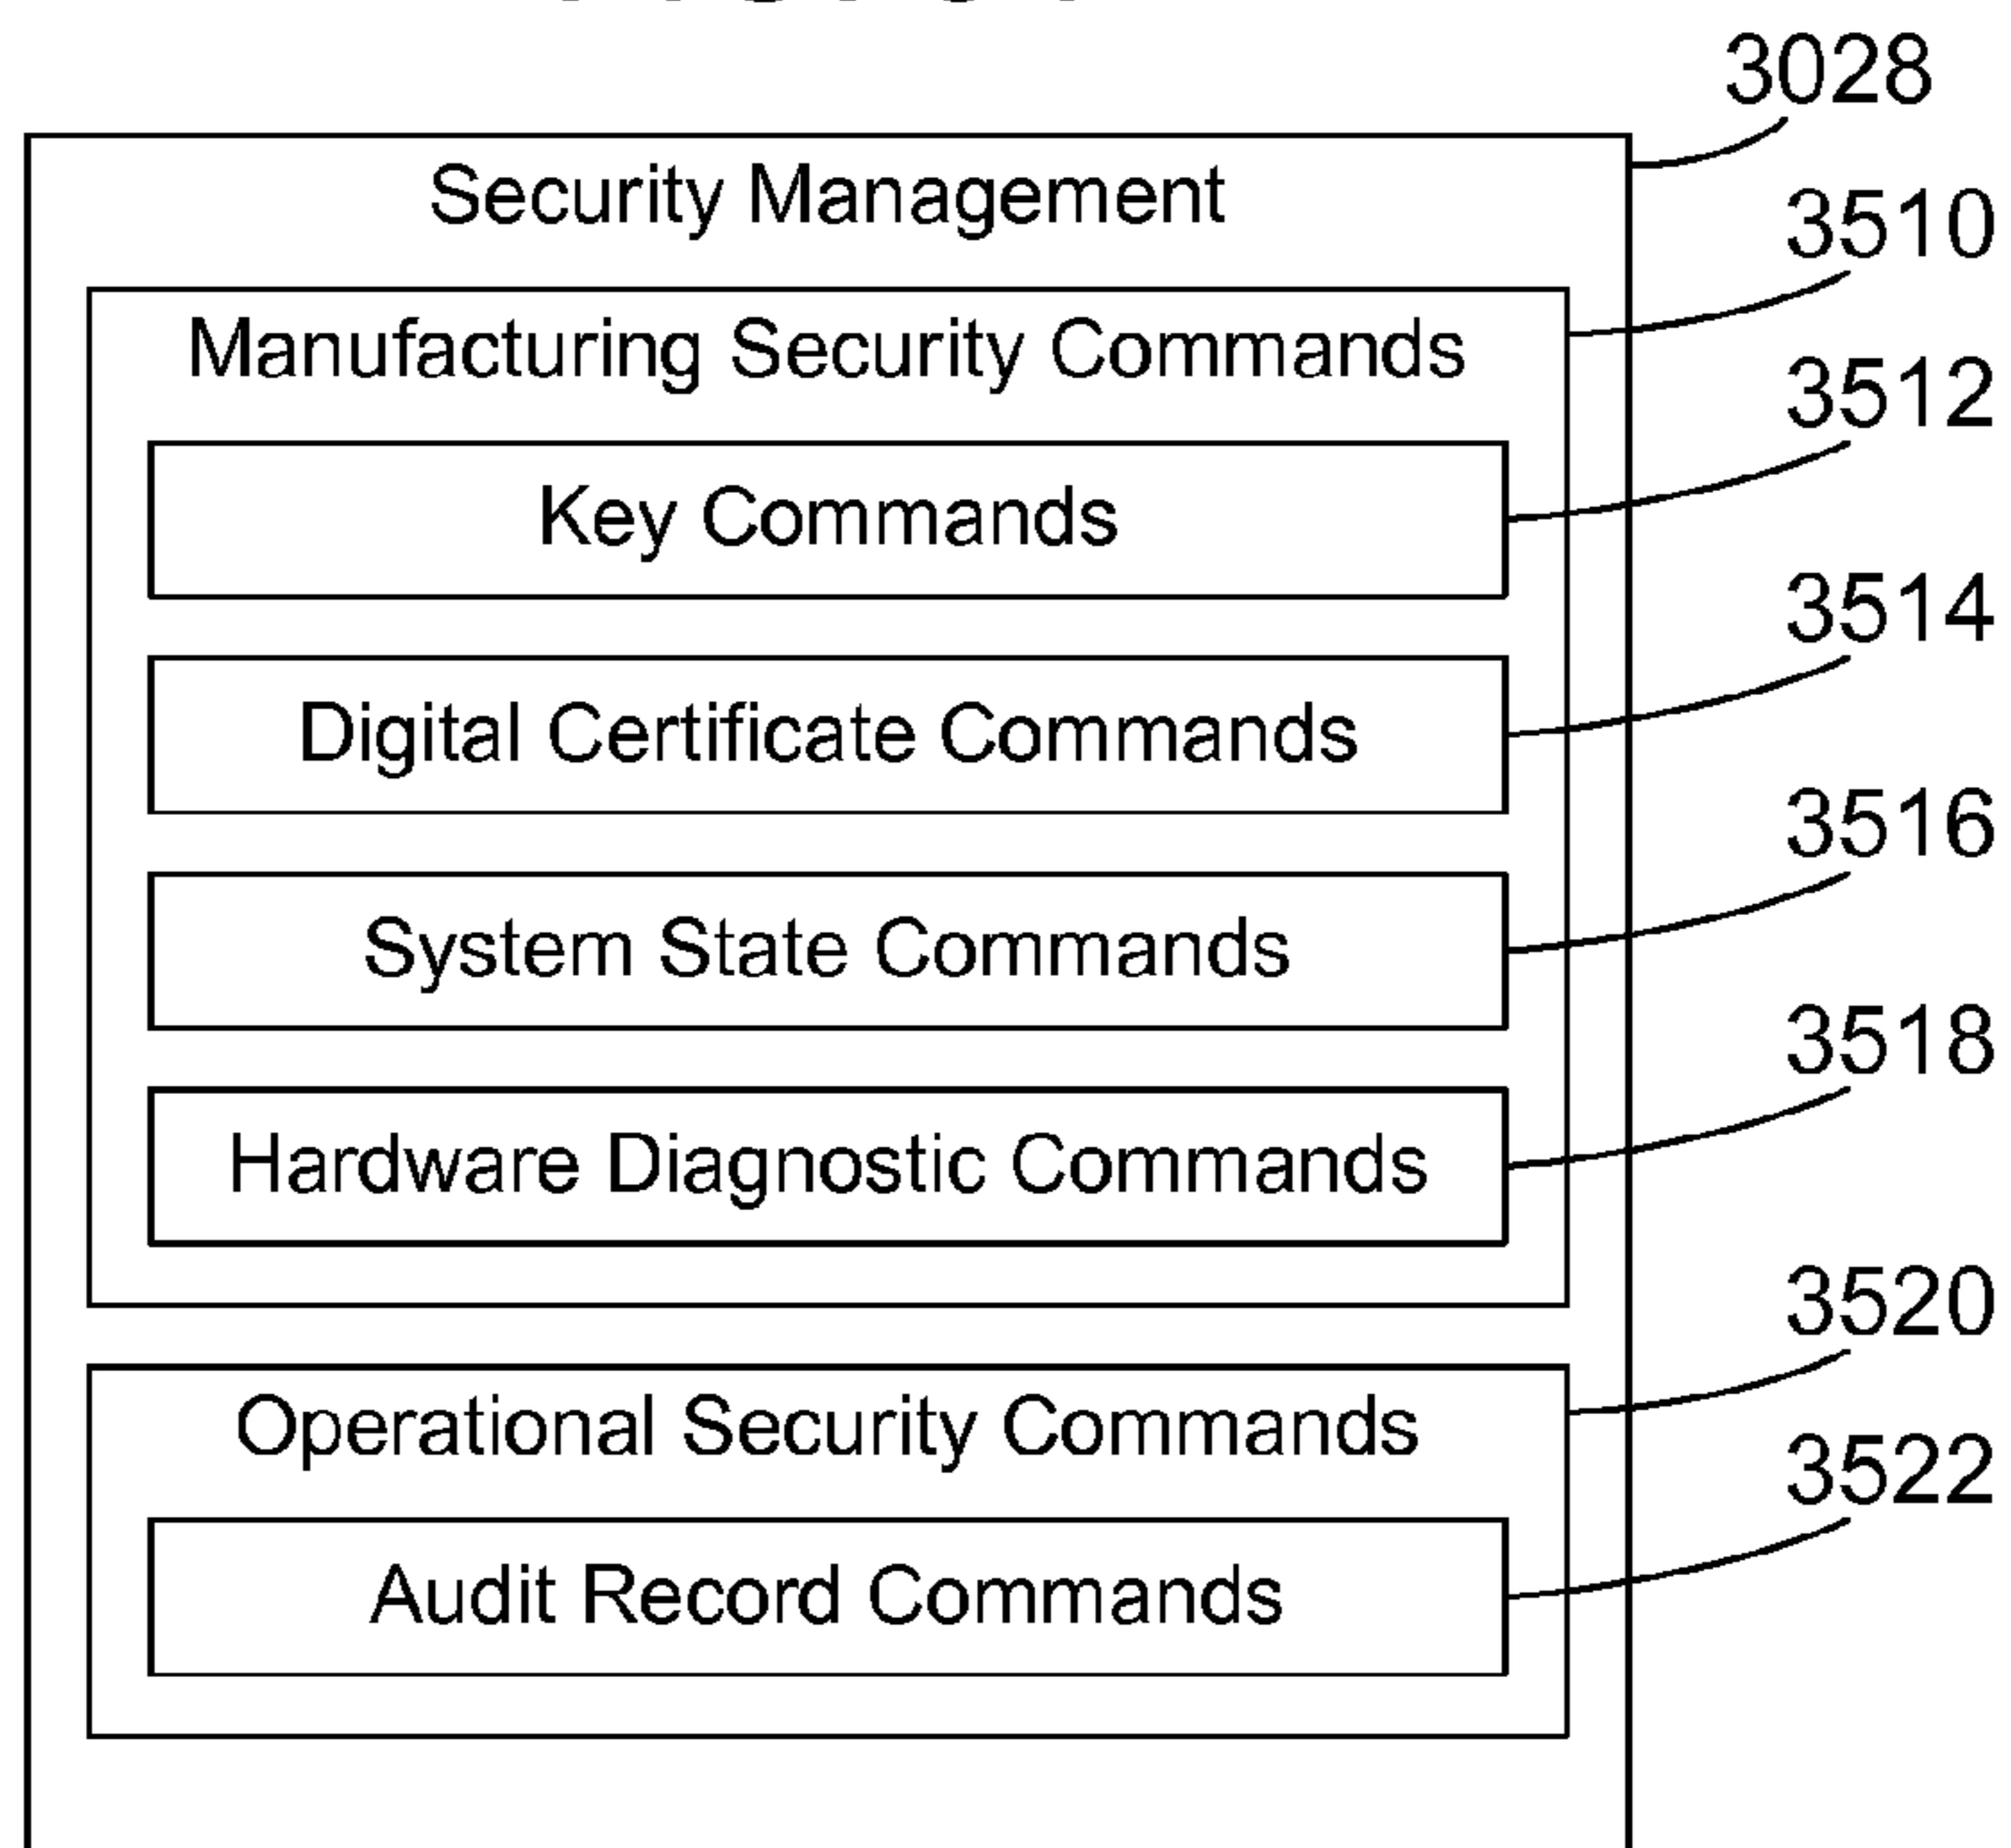 3028
Security Management
3510
Manufacturing Security Commands
3512
Key Commands
3514
Digital Certificate Commands
3516
System State Commands
3518
Hardware Diagnostic Commands
3520
Operational Security Commands
3522
Audit Record Commands